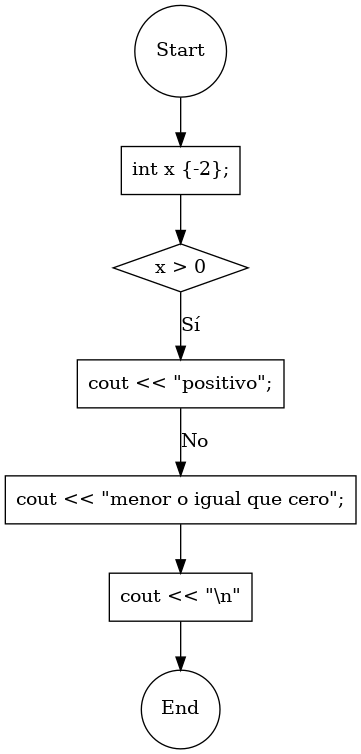 Start
int x {-2};
x > 0
Sí
cout << "positivo";
No
cout << "menor o igual que cero";
cout << "\n"
End